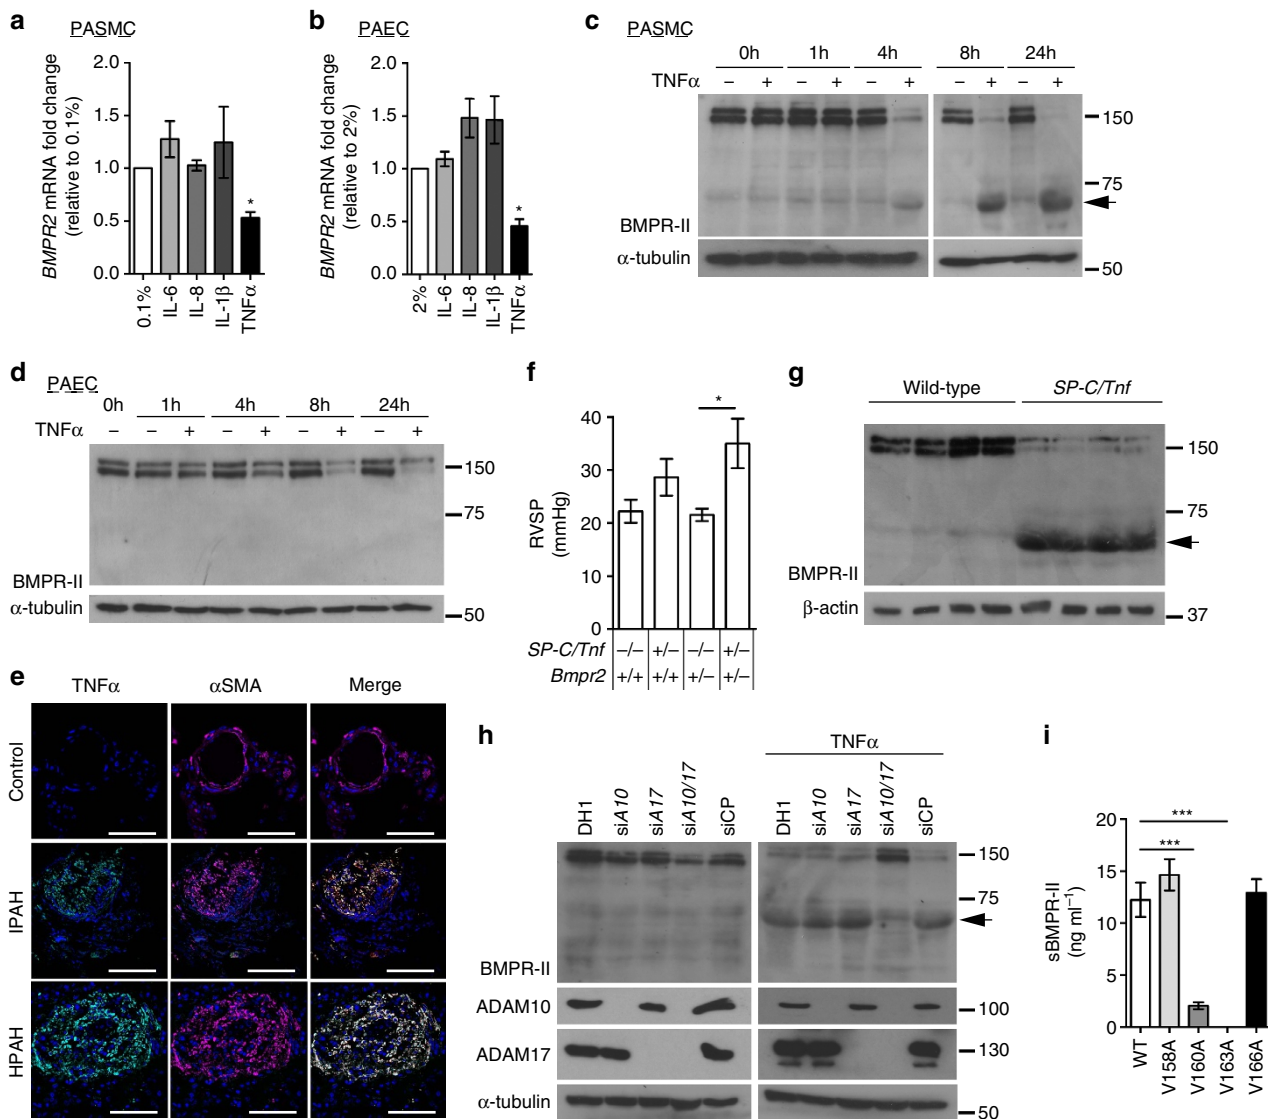 a
PASMC
BMPR2 mRNA fold change
(relative to 0.1%)
2.0
1.5
1.0
0.5
0.0
*
0.1%
IL-6
IL-8
IL-1β
TNFα
b
PAEC
BMPR2 mRNA fold change
(relative to 2%)
2.0
1.5
1.0
0.5
0.0
*
2%
IL-6
IL-8
IL-1β
TNFα
c
PASMC
0h 1h 4h 8h 24h
TNFα – + – + – + – + – +
150
75
BMPR-II
α-tubulin
50
d
PAEC
0h 1h 4h 8h 24h
TNFα – – + – + – + – +
150
75
BMPR-II
α-tubulin
50
e
TNFα αSMA Merge
Control
IPAH
HPAH
f
RVSP
(mmHg)
40
30
20
10
0
*
SP-C/Tnf –/– +/– –/– +/–
Bmpr2 +/+ +/+ +/– +/–
g
Wild-type SP-C/Tnf
150
75
BMPR-II
β-actin
37
h
TNFα
DH1 siA10 siA17 siA10/17 siCP DH1 siA10 siA17 siA10/17 siCP
150
75
BMPR-II
ADAM10
100
ADAM17
130
α-tubulin
50
i
sBMPR-II
(ng ml⁻¹)
20
15
10
5
0
***
***
WT
V158A
V160A
V163A
V166A